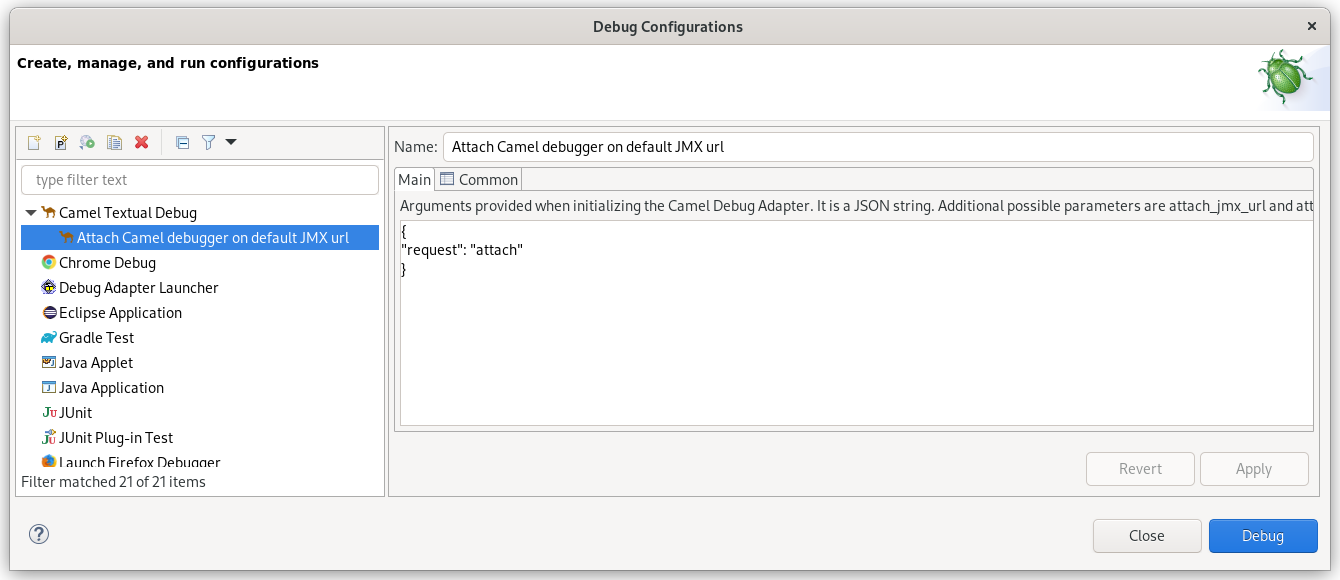 Debug Configurations
Create, manage, and run configurations
Name: Attach Camel debugger on default JMX url
type filter text
Main Common
Camel Textual Debug
Arguments provided when initializing the Camel Debug Adapter. It is a JSON string. Additional possible parameters are attach_jmx_url and att
Attach Camel debugger on default JMX url
{
"request": "attach"
}
Chrome Debug
Debug Adapter Launcher
Eclipse Application
Gradle Test
Java Applet
Java Application
JUnit
JUnit Plug-in Test
Launch Firefox Debugger
Filter matched 21 of 21 items
Revert Apply
Close Debug